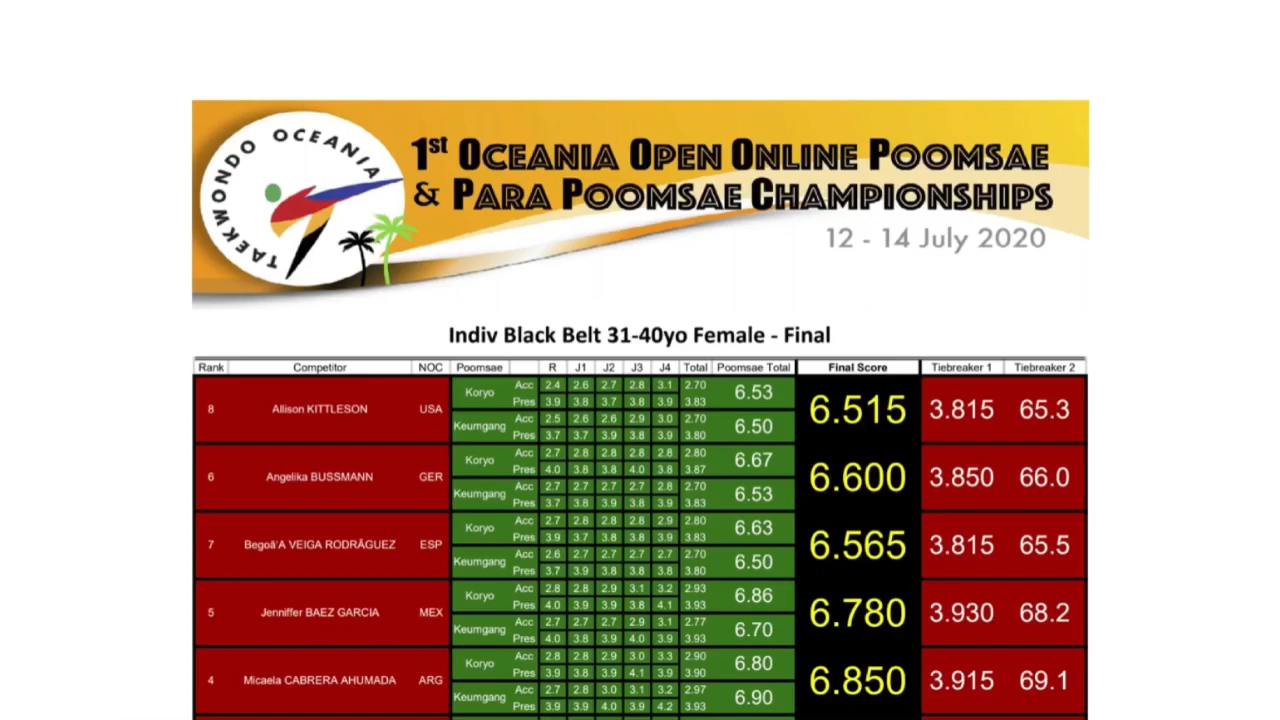 TAEKWONDO OCEANIA
1st OCEANIA OPEN ONLINE POOMSAE
& PARA POOMSAE CHAMPIONSHIPS
12 - 14 July 2020
Indiv Black Belt 31-40yo Female - Final
Rank Competitor NOC Poomsae R J1 J2 J3 J4 Total Poomsae Total Final Score Tiebreaker 1 Tiebreaker 2
8 Allison KITTLESON USA 6.515 3.815 65.3
Koryo 6.53
Acc 2.4 2.6 2.7 2.8 3.1 2.70
Pres 3.9 3.8 3.7 3.8 3.9 3.83
Keumgang 6.50
Acc 2.5 2.6 2.6 2.9 3.0 2.70
Pres 3.7 3.7 3.9 3.8 3.9 3.80
6 Angelika BUSSMANN GER 6.600 3.850 66.0
Koryo 6.67
Acc 2.7 2.8 2.8 2.8 2.8 2.80
Pres 4.0 3.8 3.8 4.0 3.8 3.87
Keumgang 6.53
Acc 2.7 2.7 2.7 2.7 2.8 2.70
Pres 3.7 3.8 3.8 3.9 3.9 3.83
7 BegoÃ'A VEIGA RODRÃGUEZ ESP 6.565 3.815 65.5
Koryo 6.63
Acc 2.7 2.8 2.8 2.8 2.9 2.80
Pres 3.9 3.7 3.8 3.8 3.9 3.83
Keumgang 6.50
Acc 2.6 2.7 2.7 2.7 2.7 2.70
Pres 3.7 3.9 3.8 3.8 3.8 3.80
5 Jenniffer BAEZ GARCIA MEX 6.780 3.930 68.2
Koryo 6.86
Acc 2.8 2.8 2.9 3.1 3.2 2.93
Pres 4.0 3.9 3.9 3.8 4.1 3.93
Keumgang 6.70
Acc 2.7 2.7 2.7 2.9 3.1 2.77
Pres 4.0 3.8 3.9 4.0 3.9 3.93
4 Micaela CABRERA AHUMADA ARG 6.850 3.915 69.1
Koryo 6.80
Acc 2.8 2.8 2.9 3.0 3.3 2.90
Pres 3.9 3.8 3.9 4.1 3.9 3.90
Keumgang 6.90
Acc 2.7 2.8 3.0 3.1 3.2 2.97
Pres 3.9 3.9 4.0 3.9 4.2 3.93